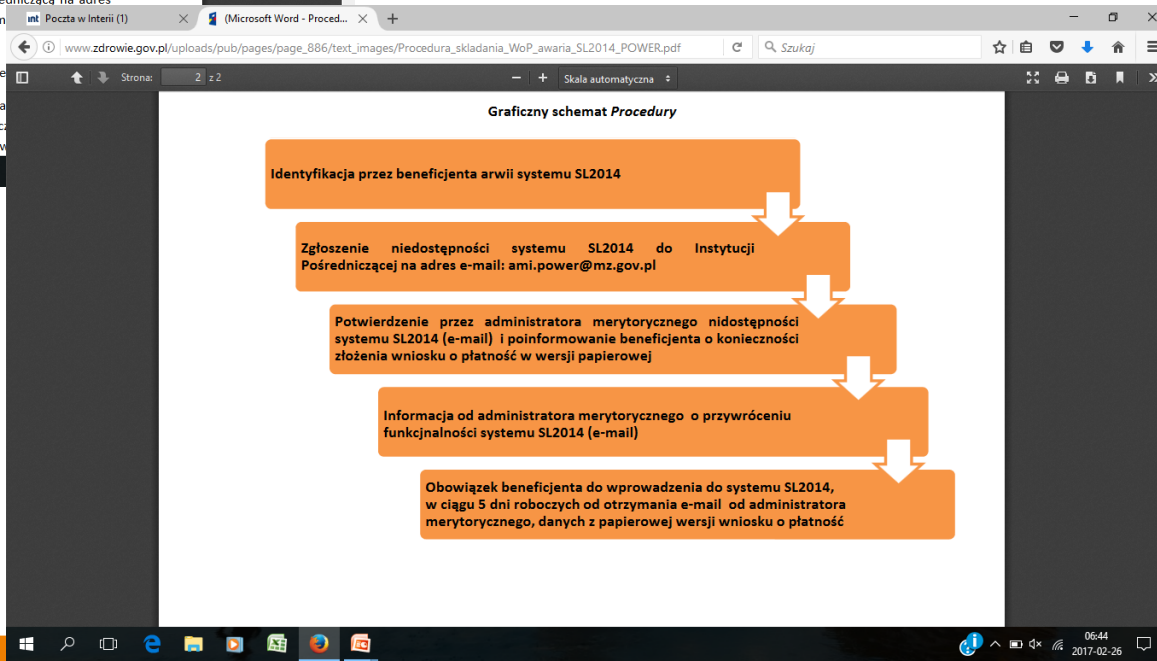 edniczącą na adres
Poczta w Interii (1)
(Microsoft Word - Proced...
www.zdrowie.gov.pl/uploads/pub/pages/page_886/text_images/Procedura_skladania_WoP_awaria_SL2014_POWER.pdf
Szukaj
Strona: 2 z 2
Skala automatyczna
Graficzny schemat Procedury
Identyfikacja przez beneficjenta arwii systemu SL2014
Zgłoszenie niedostępności systemu SL2014 do Instytucji
Pośredniczącej na adres e-mail: ami.power@mz.gov.pl
Potwierdzenie przez administratora merytorycznego nidostępności
systemu SL2014 (e-mail) i poinformowanie beneficjenta o konieczności
złożenia wniosku o płatność w wersji papierowej
Informacja od administratora merytorycznego o przywróceniu
funkcjnalności systemu SL2014 (e-mail)
Obowiązek beneficjenta do wprowadzenia do systemu SL2014,
w ciągu 5 dni roboczych od otrzymania e-mail od administratora
merytorycznego, danych z papierowej wersji wniosku o płatność
06:44
2017-02-26